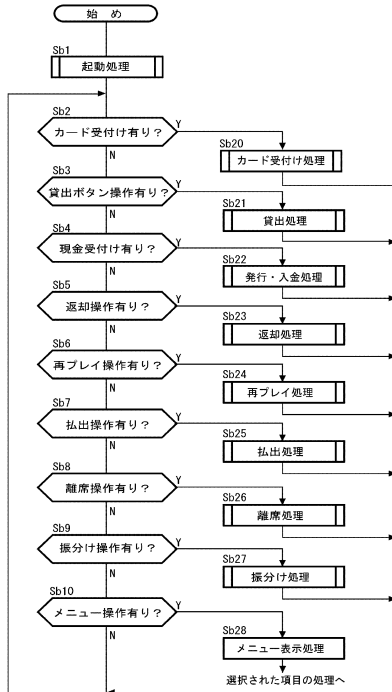 始 め
Sb1
起動処理
Sb2
カード受付け有り？
Y
N
Sb20
カード受付け処理
Sb3
貸出ボタン操作有り？
Y
N
Sb21
貸出処理
Sb4
現金受付け有り？
Y
N
Sb22
発行・入金処理
Sb5
返却操作有り？
Y
N
Sb23
返却処理
Sb6
再プレイ操作有り？
Y
N
Sb24
再プレイ処理
Sb7
払出操作有り？
Y
N
Sb25
払出処理
Sb8
離席操作有り？
Y
N
Sb26
離席処理
Sb9
振分け操作有り？
Y
N
Sb27
振分け処理
Sb10
メニュー操作有り？
Y
N
Sb28
メニュー表示処理
選択された項目の処理へ